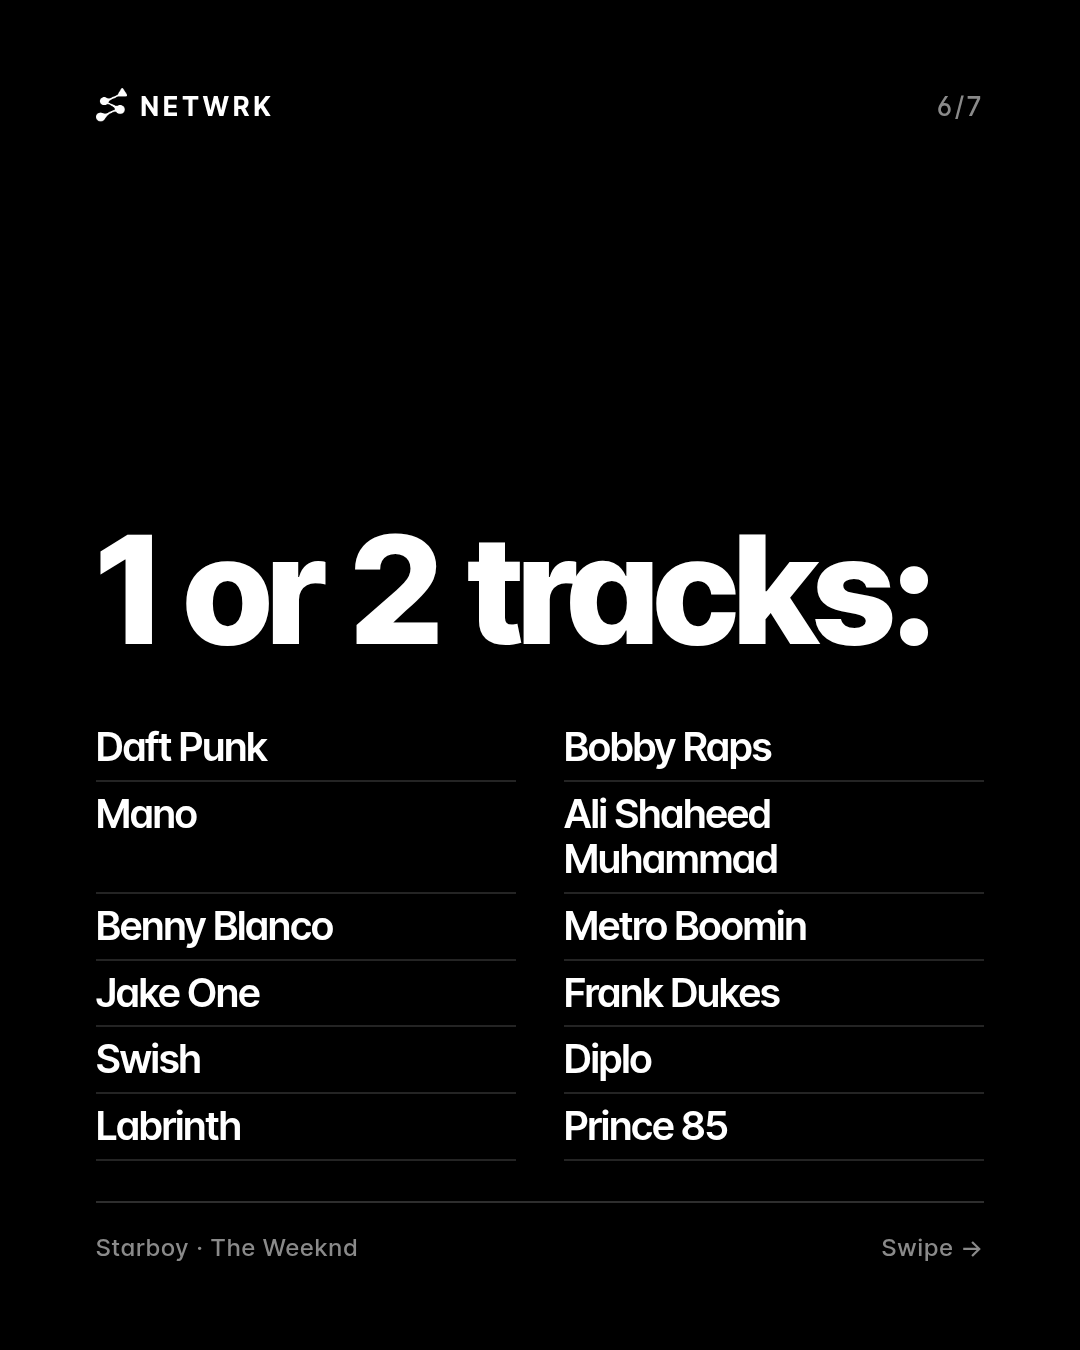 NETWRK
6/7
1 or 2 tracks:
Daft Punk
Bobby Raps
Mano
Ali Shaheed
Muhammad
Benny Blanco
Metro Boomin
Jake One
Frank Dukes
Swish
Diplo
Labrinth
Prince 85
Starboy · The Weeknd
Swipe →